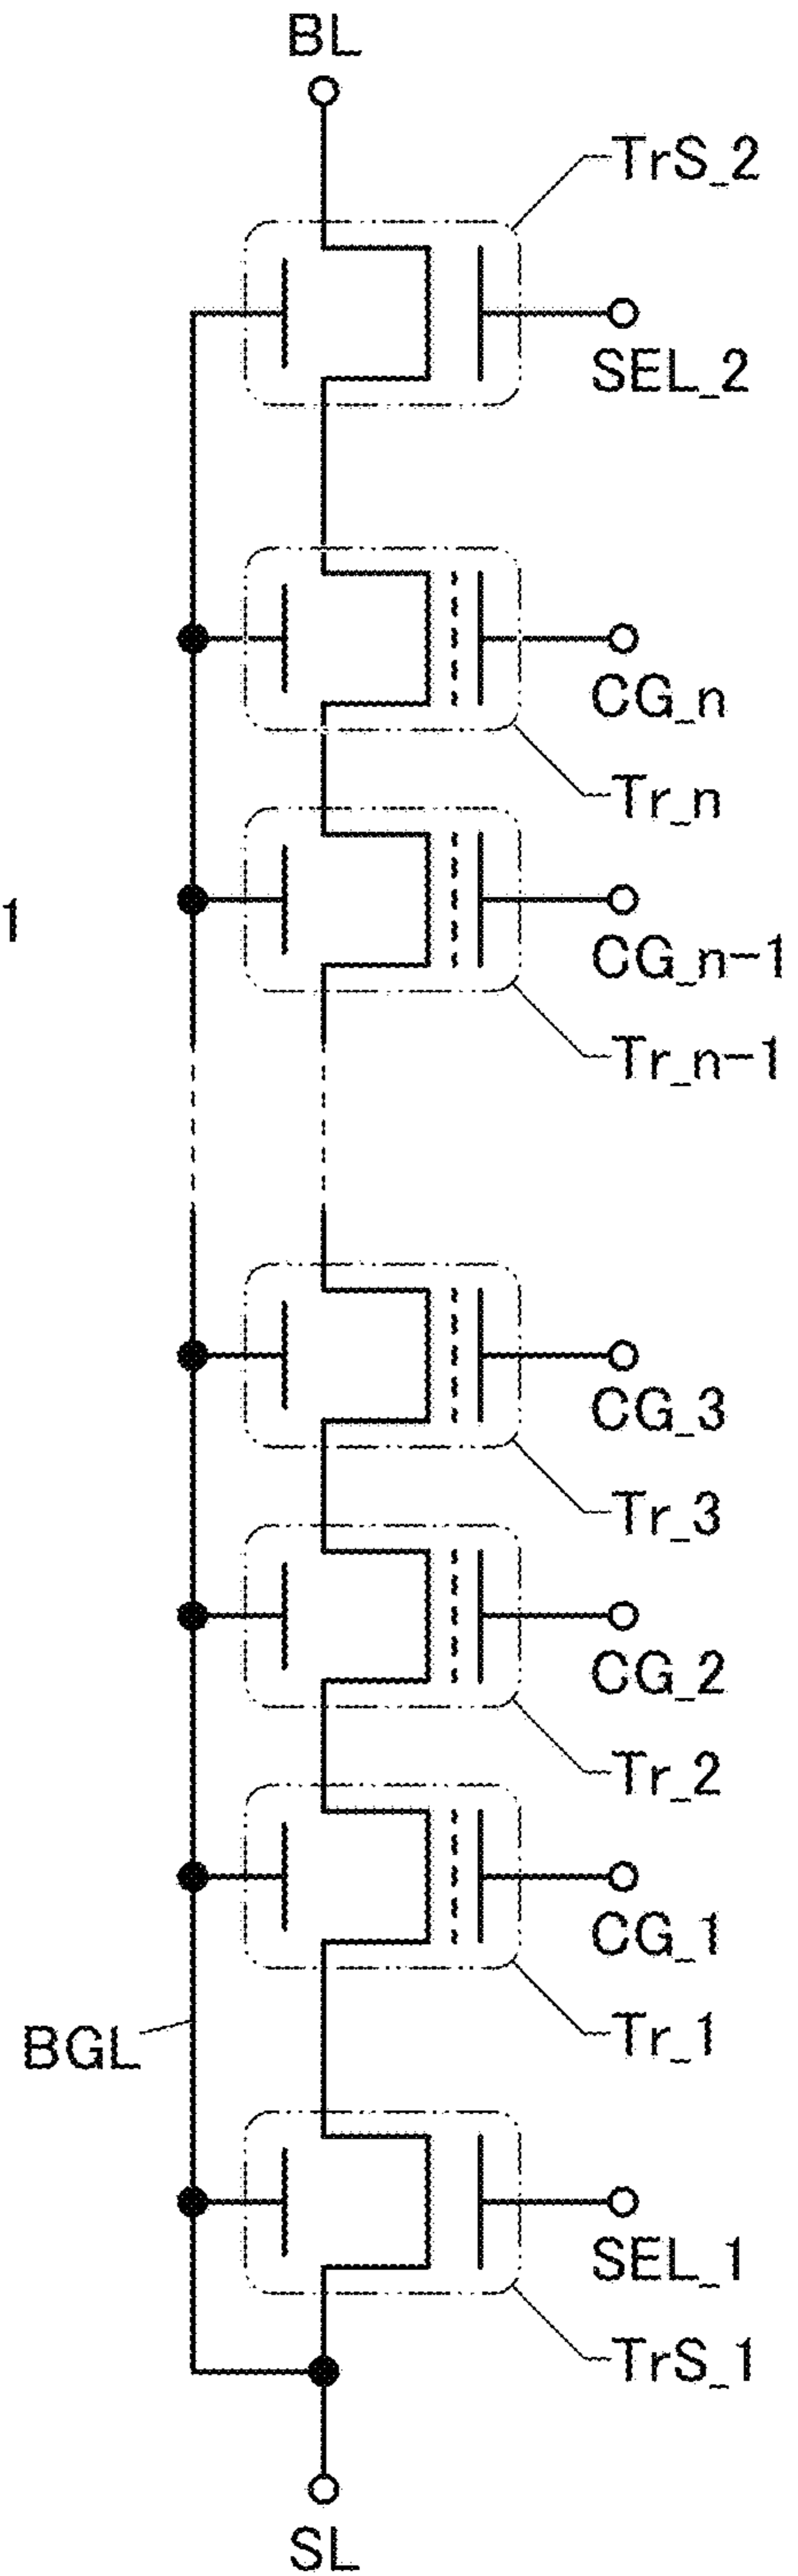 BL
TrS_2
SEL_2
CG_n
Tr_n
1
CG_n-1
Tr_n-1
CG_3
Tr_3
CG_2
Tr_2
CG_1
Tr_1
BGL
SEL_1
TrS_1
SL